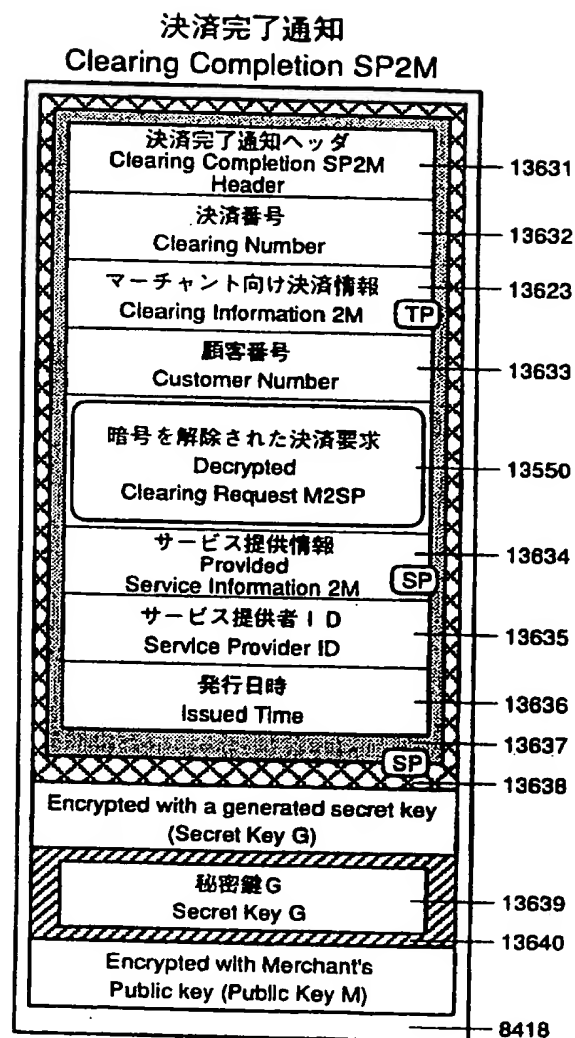 決済完了通知
Clearing Completion SP2M
決済完了通知ヘッダ
Clearing Completion SP2M
Header
13631
決済番号
Clearing Number
13632
マーチャント向け決済情報
Clearing Information 2M
TP
13623
顧客番号
Customer Number
13633
暗号を解除された決済要求
Decrypted
Clearing Request M2SP
13550
サービス提供情報
Provided
Service Information 2M
SP
13634
サービス提供者ID
Service Provider ID
13635
発行日時
Issued Time
13636
13637
SP
13638
Encrypted with a generated secret key
(Secret Key G)
秘密鍵G
Secret Key G
13639
13640
Encrypted with Merchant's
Public key (Public Key M)
8418